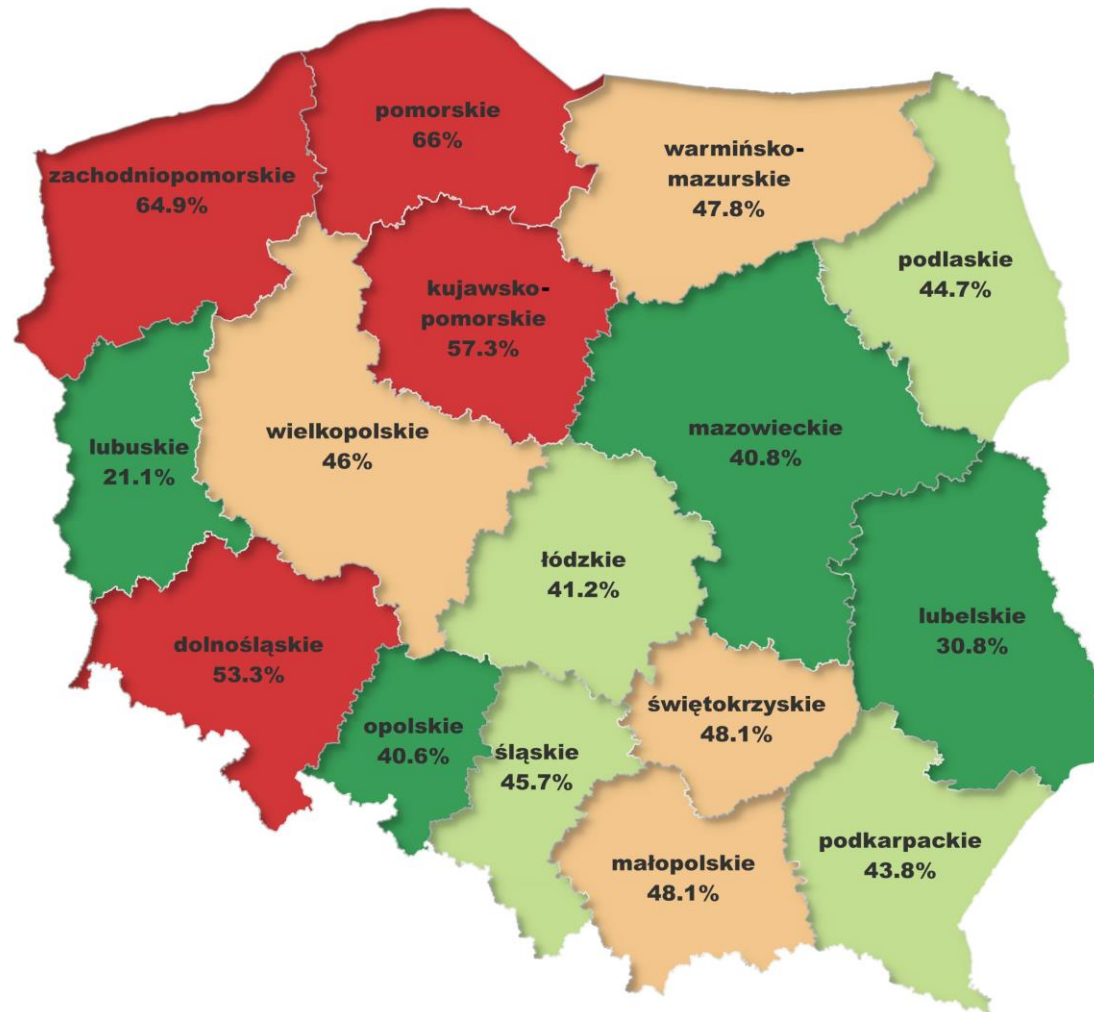 pomorskie
66%
zachodniopomorskie
64.9%
warmińsko-
mazurskie
47.8%
podlaskie
44.7%
kujawsko-
pomorskie
57.3%
lubuskie
21.1%
wielkopolskie
46%
mazowieckie
40.8%
łódzkie
41.2%
lubelskie
30.8%
dolnośląskie
53.3%
opolskie
40.6%
śląskie
45.7%
świętokrzyskie
48.1%
małopolskie
48.1%
podkarpackie
43.8%